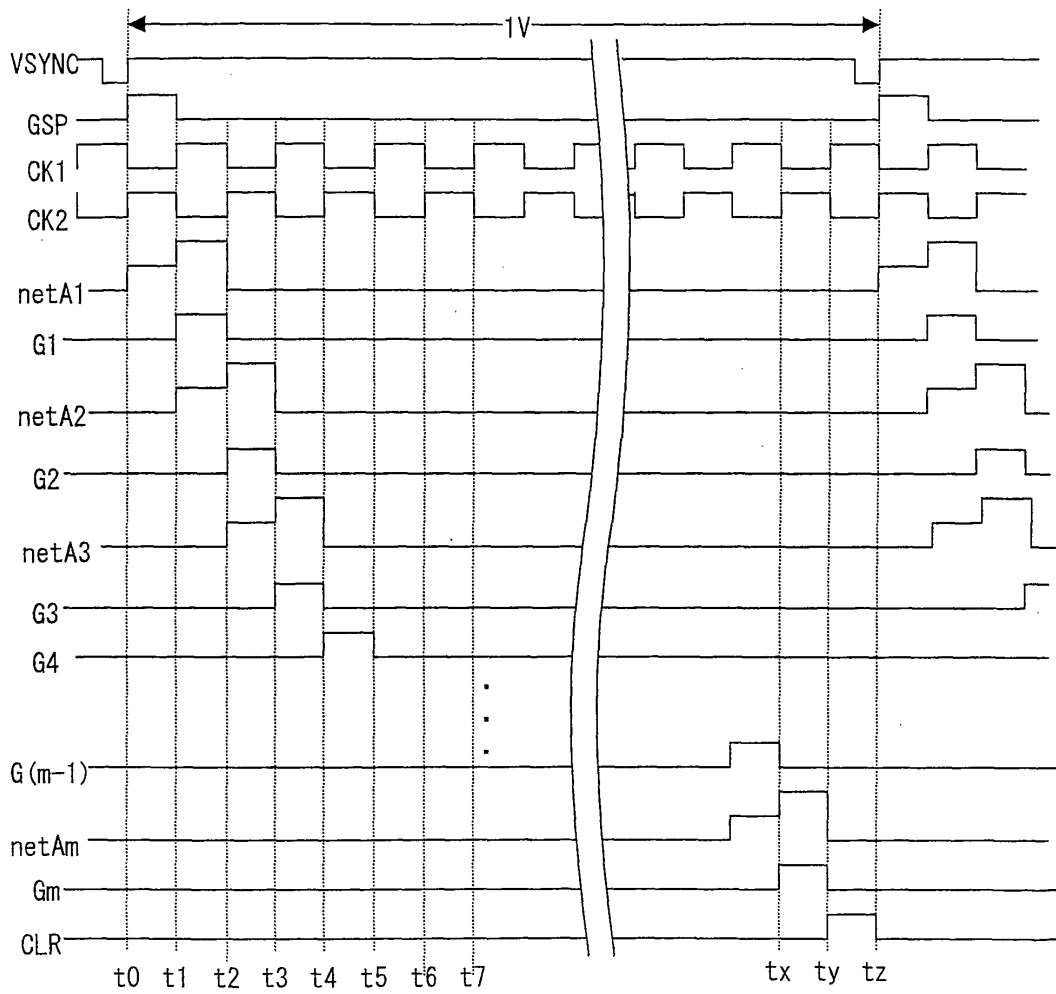 1V
VSYNC
GSP
CK1
CK2
netA1
G1
netA2
G2
netA3
G3
G4
G(m-1)
netAm
Gm
CLR
t0 t1 t2 t3 t4 t5 t6 t7 tx ty tz